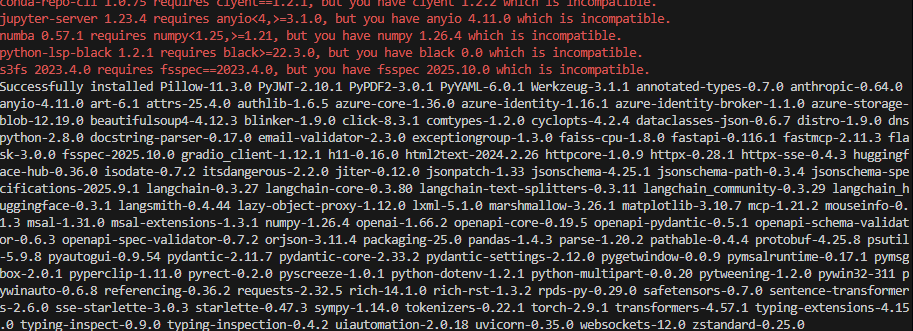 conda-repo-cli 1.0.75 requires clyent==1.2.1, but you have clyent 1.2.2 which is incompatible.
jupyter-server 1.23.4 requires anyio<4,>=3.1.0, but you have anyio 4.11.0 which is incompatible.
numba 0.57.1 requires numpy<1.25,>=1.21, but you have numpy 1.26.4 which is incompatible.
python-lsp-black 1.2.1 requires black>=22.3.0, but you have black 0.0 which is incompatible.
s3fs 2023.4.0 requires fsspec==2023.4.0, but you have fsspec 2025.10.0 which is incompatible.
Successfully installed Pillow-11.3.0 PyJWT-2.10.1 PyPDF2-3.0.1 PyYAML-6.0.1 Werkzeug-3.1.1 annotated-types-0.7.0 anthropic-0.64.0
anyio-4.11.0 art-6.1 attrs-25.4.0 authlib-1.6.5 azure-core-1.36.0 azure-identity-1.16.1 azure-identity-broker-1.1.0 azure-storage-
blob-12.19.0 beautifulsoup4-4.12.3 blinker-1.9.0 click-8.3.1 comtypes-1.2.0 cyclopts-4.2.4 dataclasses-json-0.6.7 distro-1.9.0 dns
python-2.8.0 docstring-parser-0.17.0 email-validator-2.3.0 exceptiongroup-1.3.0 faiss-cpu-1.8.0 fastapi-0.116.1 fastmcp-2.11.3 fla
sk-3.0.0 fsspec-2025.10.0 gradio_client-1.12.1 h11-0.16.0 html2text-2024.2.26 httpcore-1.0.9 httpx-0.28.1 httpx-sse-0.4.3 huggingf
ace-hub-0.36.0 isodate-0.7.2 itsdangerous-2.2.0 jiter-0.12.0 jsonpatch-1.33 jsonschema-4.25.1 jsonschema-path-0.3.4 jsonschema-spe
cifications-2025.9.1 langchain-0.3.27 langchain-core-0.3.80 langchain-text-splitters-0.3.11 langchain_community-0.3.29 langchain_h
uggingface-0.3.1 langsmith-0.4.44 lazy-object-proxy-1.12.0 lxml-5.1.0 marshmallow-3.26.1 matplotlib-3.10.7 mcp-1.21.2 mouseinfo-0.
1.3 msal-1.31.0 msal-extensions-1.3.1 numpy-1.26.4 openai-1.66.2 openapi-core-0.19.5 openapi-pydantic-0.5.1 openapi-schema-validat
or-0.6.3 openapi-spec-validator-0.7.2 orjson-3.11.4 packaging-25.0 pandas-1.4.3 parse-1.20.2 pathable-0.4.4 protobuf-4.25.8 psutil
-5.9.8 pyautogui-0.9.54 pydantic-2.11.7 pydantic-core-2.33.2 pydantic-settings-2.12.0 pygetwindow-0.0.9 pymsalruntime-0.17.1 pymsg
box-2.0.1 pyperclip-1.11.0 pyrect-0.2.0 pyscreeze-1.0.1 python-dotenv-1.2.1 python-multipart-0.0.20 pytweening-1.2.0 pywin32-311 p
ywinauto-0.6.8 referencing-0.36.2 requests-2.32.5 rich-14.1.0 rich-rst-1.3.2 rpds-py-0.29.0 safetensors-0.7.0 sentence-transformer
s-2.6.0 sse-starlette-3.0.3 starlette-0.47.3 sympy-1.14.0 tokenizers-0.22.1 torch-2.9.1 transformers-4.57.1 typing-extensions-4.15
.0 typing-inspect-0.9.0 typing-inspection-0.4.2 uiautomation-2.0.18 uvicorn-0.35.0 websockets-12.0 zstandard-0.25.0